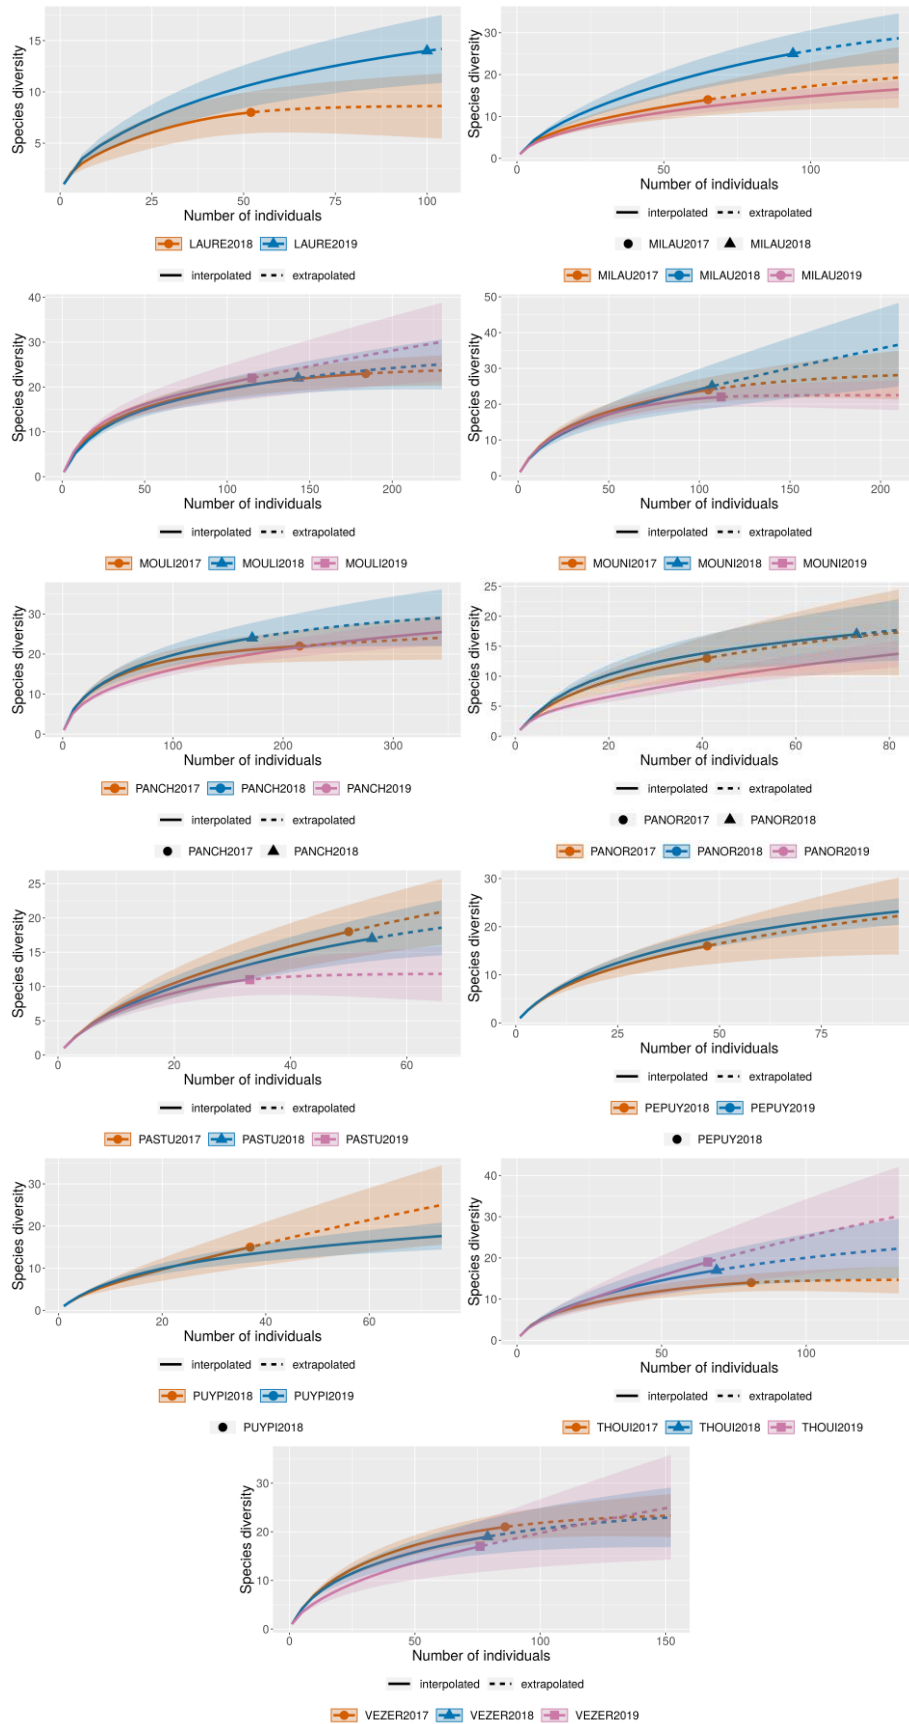 Species diversity
15
10
5
0 25 50 75 100
Number of individuals
LAURE2018 LAURE2019
interpolated extrapolated
Species diversity
30
20
10
0
0 50 100
Number of individuals
interpolated extrapolated
MILAU2017 MILAU2018
MILAU2017 MILAU2018 MILAU2019
Species diversity
40
30
20
10
0
0 50 100 150 200
Number of individuals
interpolated extrapolated
MOULI2017 MOULI2018 MOULI2019
Species diversity
50
40
30
20
10
0
0 50 100 150 200
Number of individuals
interpolated extrapolated
MOUNI2017 MOUNI2018 MOUNI2019
Species diversity
30
20
10
0
0 100 200 300
Number of individuals
PANCH2017 PANCH2018 PANCH2019
interpolated extrapolated
PANCH2017 PANCH2018
Species diversity
25
20
15
10
5
0
0 20 40 60 80
Number of individuals
interpolated extrapolated
PANOR2017 PANOR2018
PANOR2017 PANOR2018 PANOR2019
Species diversity
25
20
15
10
5
0
20 40 60
Number of individuals
interpolated extrapolated
PASTU2017 PASTU2018 PASTU2019
Species diversity
30
20
10
0
0 25 50 75
Number of individuals
interpolated extrapolated
PEPUY2018 PEPUY2019
PEPUY2018
Species diversity
30
20
10
0
0 20 40 60
Number of individuals
interpolated extrapolated
PUYPI2018 PUYPI2019
PUYPI2018
Species diversity
40
30
20
10
0
0 50 100
Number of individuals
interpolated extrapolated
THOUI2017 THOUI2018 THOUI2019
Species diversity
30
20
10
0
0 50 100 150
Number of individuals
interpolated extrapolated
VEZER2017 VEZER2018 VEZER2019